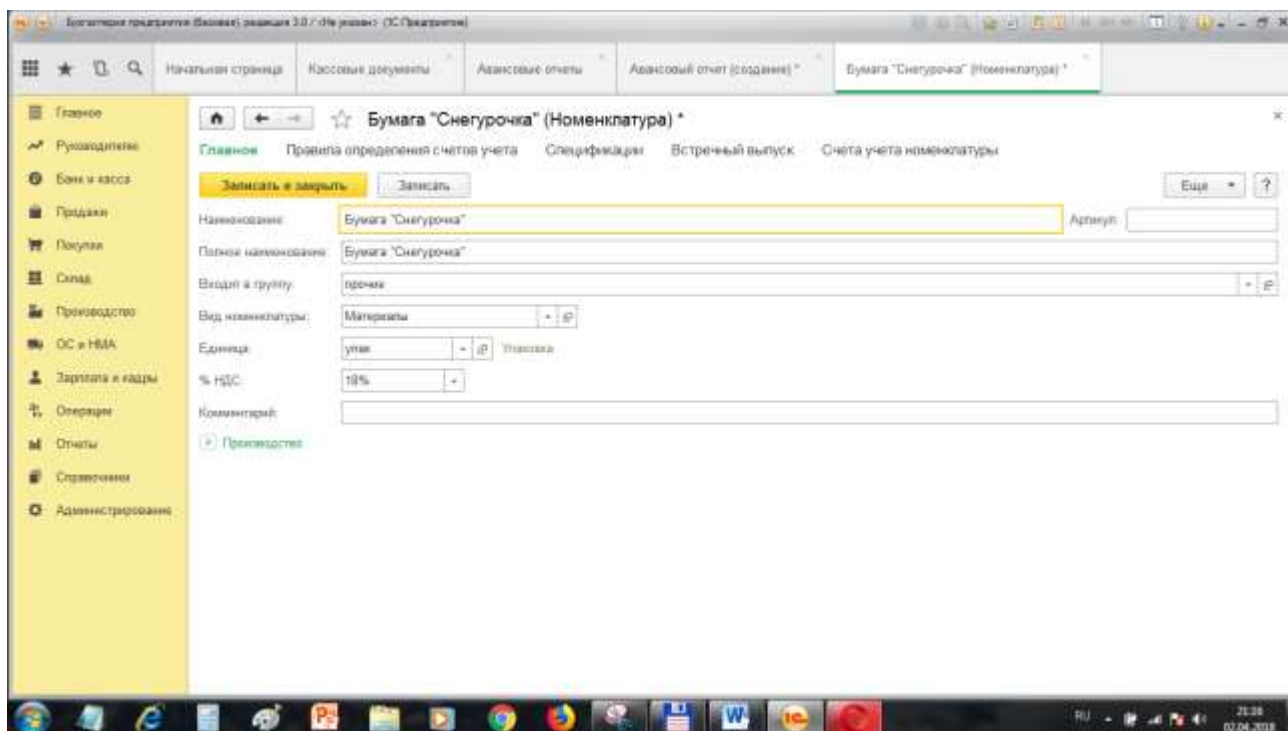 Бухгалтерия предприятия (базовая), редакция 3.0 / <Не указан> (1С:Предприятие)
Начальная страница Кассовые документы Авансовые отчеты Авансовый отчет (создание) * Бумага "Снегурочка" (Номенклатура) *
Главное
Руководителю
Банк и касса
Продажи
Покупки
Склад
Производство
ОС и НМА
Зарплата и кадры
Операции
Отчеты
Справочники
Администрирование
Бумага "Снегурочка" (Номенклатура) *
Главное Правила определения счетов учета Спецификации Встречный выпуск Счета учета номенклатуры
Записать и закрыть Записать Еще ?
Наименование: Бумага "Снегурочка" Артикул:
Полное наименование: Бумага "Снегурочка"
Входит в группу: прочие
Вид номенклатуры: Материалы
Единица: упак Упаковка
% НДС: 18%
Комментарий:
Производство
RU 02.04.2018